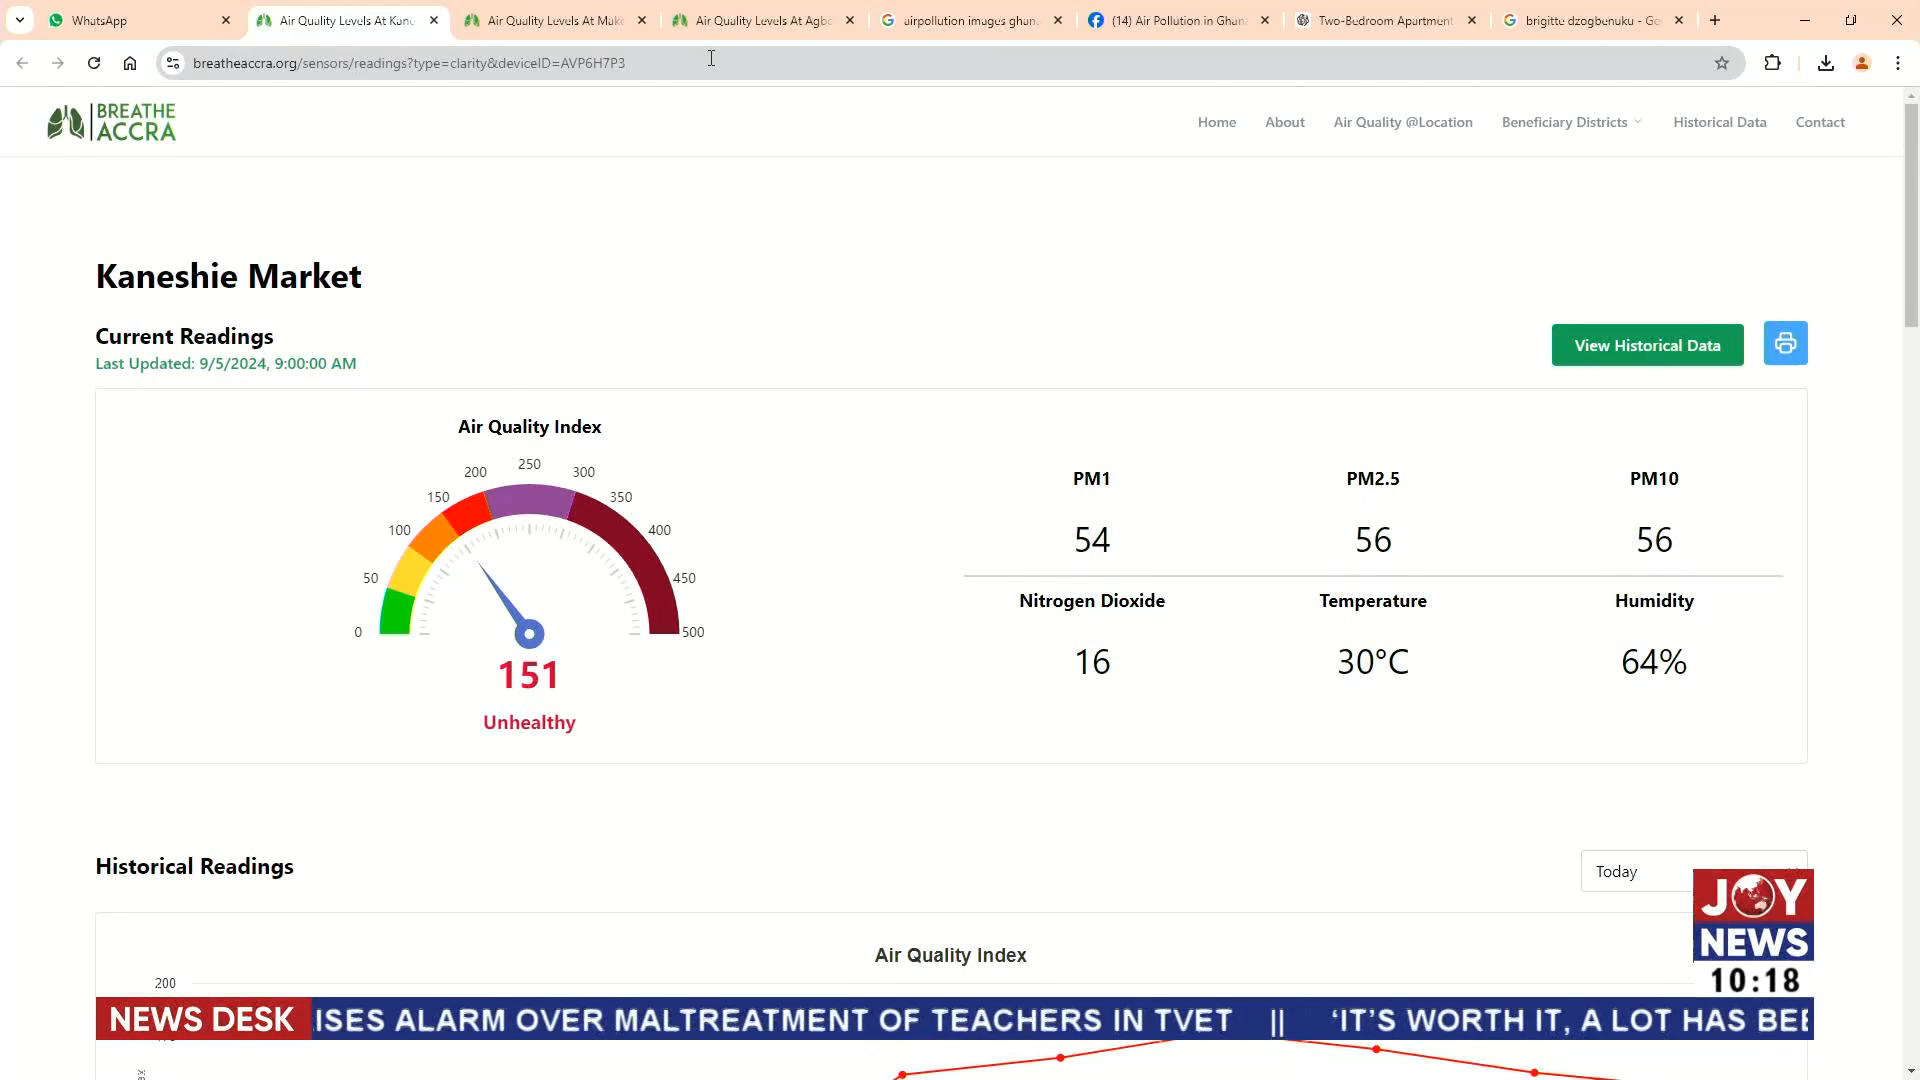 WhatsApp
Air Quality Levels At Kane
Air Quality Levels At Mak
Air Quality Levels At Agb
airpollution images ghan
(14) Air Pollution in Ghan
Two-Bedroom Apartment
brigitte dzogbenuku - Go
breatheaccra.org/sensors/readings?type=clarity&deviceID=AVP6H7P3
BREATHE
ACCRA
Home
About
Air Quality @Location
Beneficiary Districts
Historical Data
Contact
Kaneshie Market
Current Readings
Last Updated: 9/5/2024, 9:00:00 AM
View Historical Data
Air Quality Index
0
50
100
150
200
250
300
350
400
450
500
151
Unhealthy
PM1
PM2.5
PM10
54
56
56
Nitrogen Dioxide
Temperature
Humidity
16
30°C
64%
Historical Readings
Today
Air Quality Index
200
JOY
NEWS
10:18
NEWS DESK
ISES ALARM OVER MALTREATMENT OF TEACHERS IN TVET || ‘IT’S WORTH IT, A LOT HAS BEE